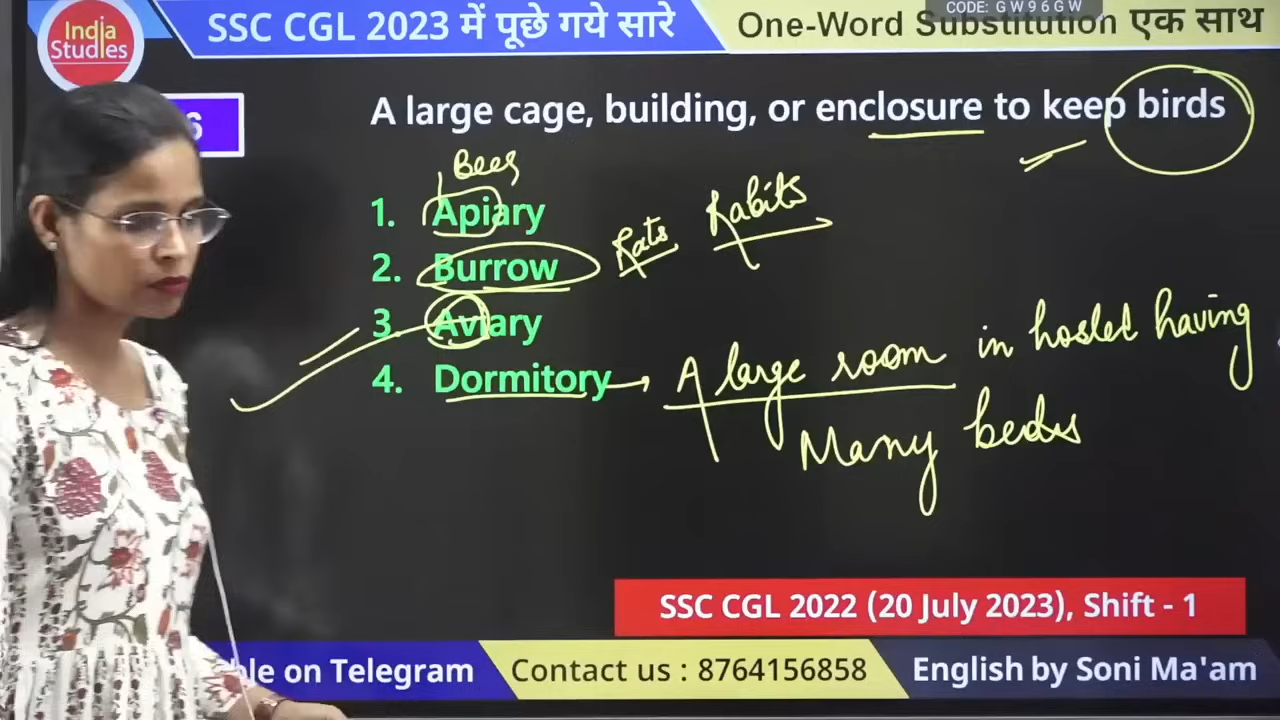 CODE: GW96GW
India Studies
SSC CGL 2023 में पूछे गये सारे
One-Word Substitution एक साथ
6
A large cage, building, or enclosure to keep birds
Bees
1. Apiary
Rats Rabits
2. Burrow
3. Aviary
4. Dormitory → A large room in hostel having
Many beds
SSC CGL 2022 (20 July 2023), Shift - 1
ble on Telegram
Contact us : 8764156858
English by Soni Ma'am